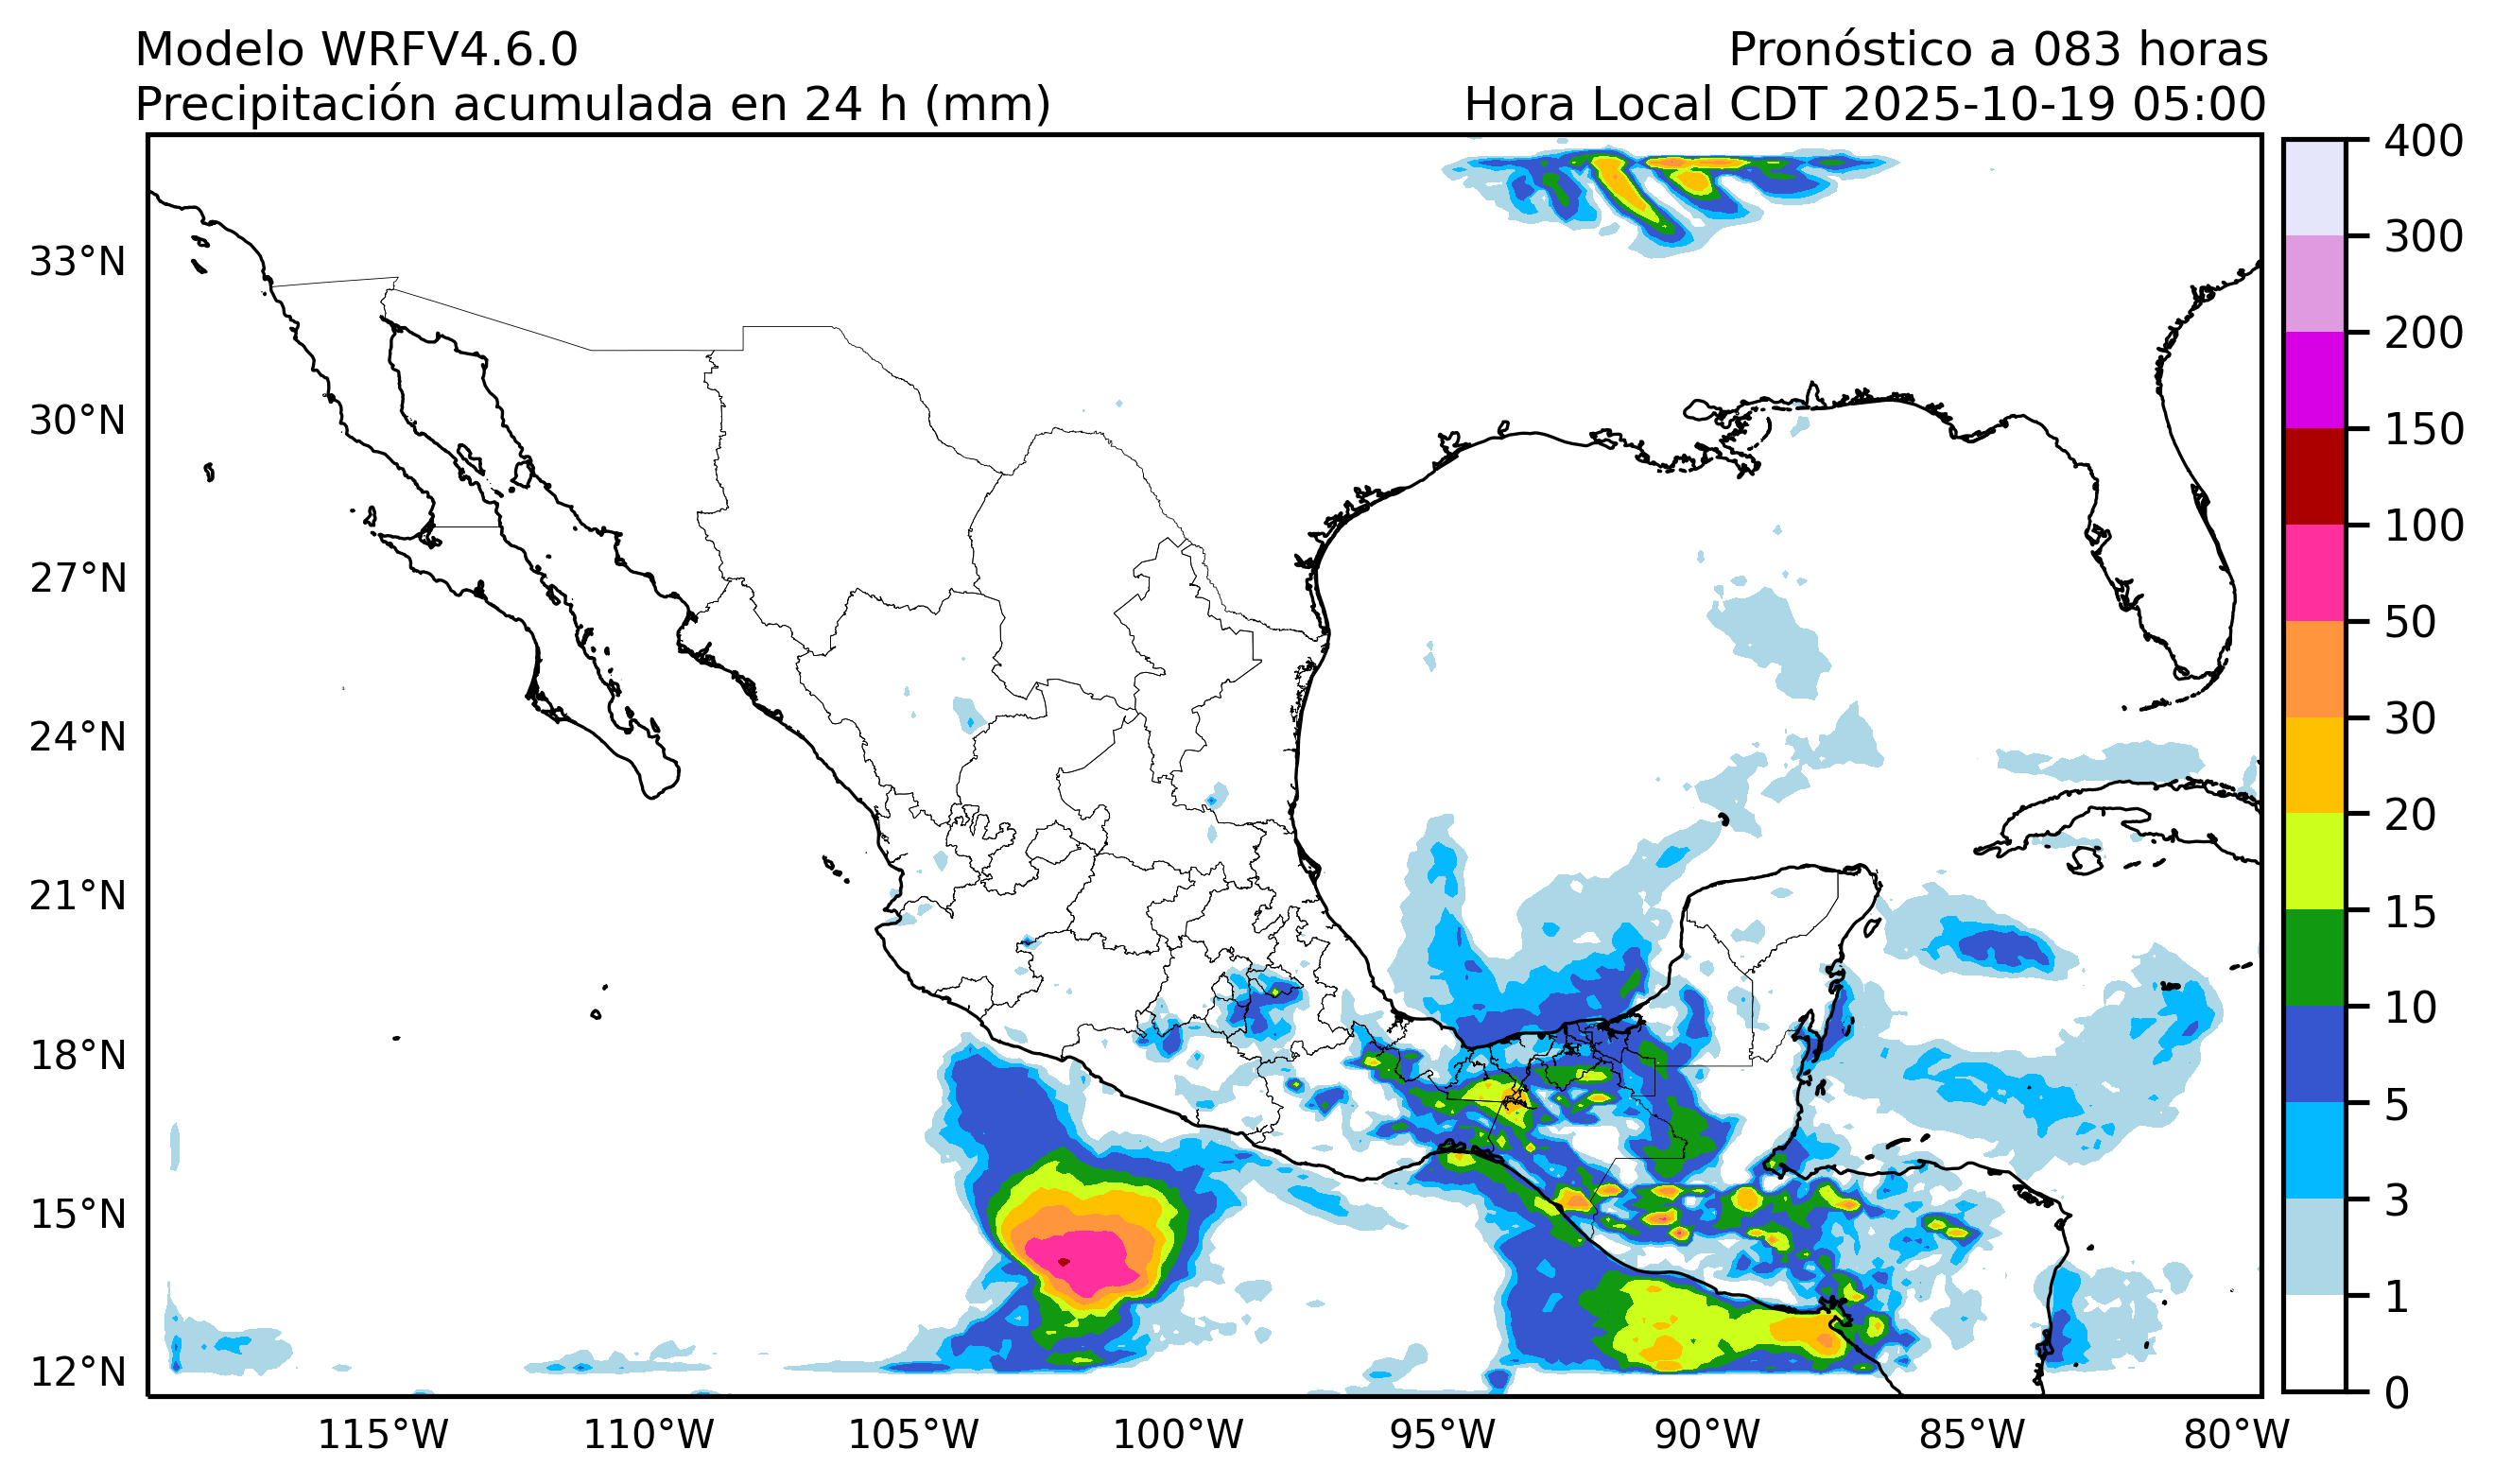 Modelo WRFV4.6.0
Pronóstico a 083 horas
Precipitación acumulada en 24 h (mm)
Hora Local CDT 2025-10-19 05:00
33°N
30°N
27°N
24°N
21°N
18°N
15°N
12°N
115°W
110°W
105°W
100°W
95°W
90°W
85°W
80°W
400
300
200
150
100
50
30
20
15
10
5
3
1
0